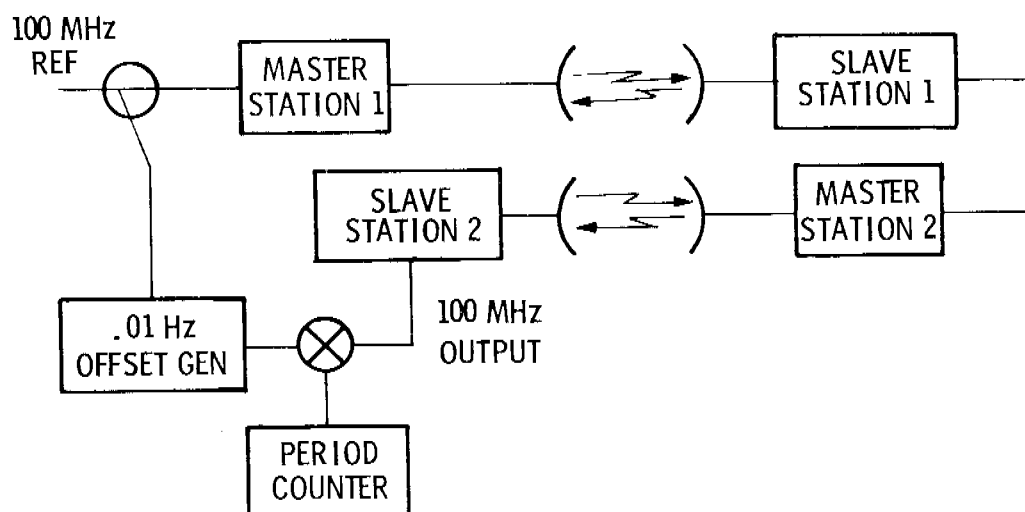 100 MHz
REF
MASTER
STATION 1
SLAVE
STATION 1
SLAVE
STATION 2
MASTER
STATION 2
.01 Hz
OFFSET GEN
100 MHz
OUTPUT
PERIOD
COUNTER